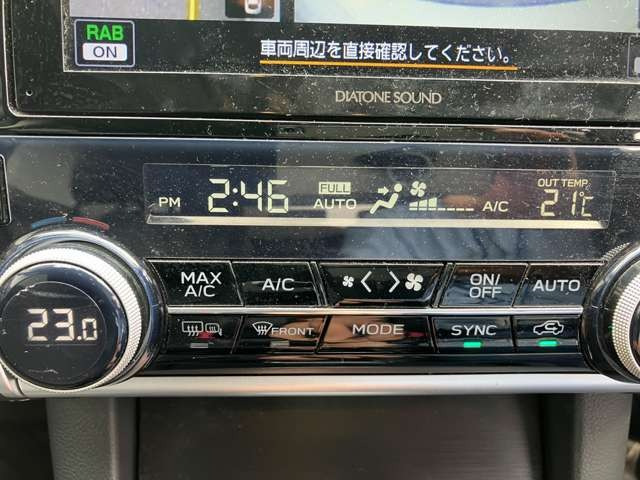 RAB
ON
車両周辺を直接確認してください。
DIATONE SOUND
PM 2:46 FULL AUTO A/C OUT TEMP. 21℃
MAX A/C
A/C
ON/OFF
AUTO
23.0
FRONT
MODE
SYNC